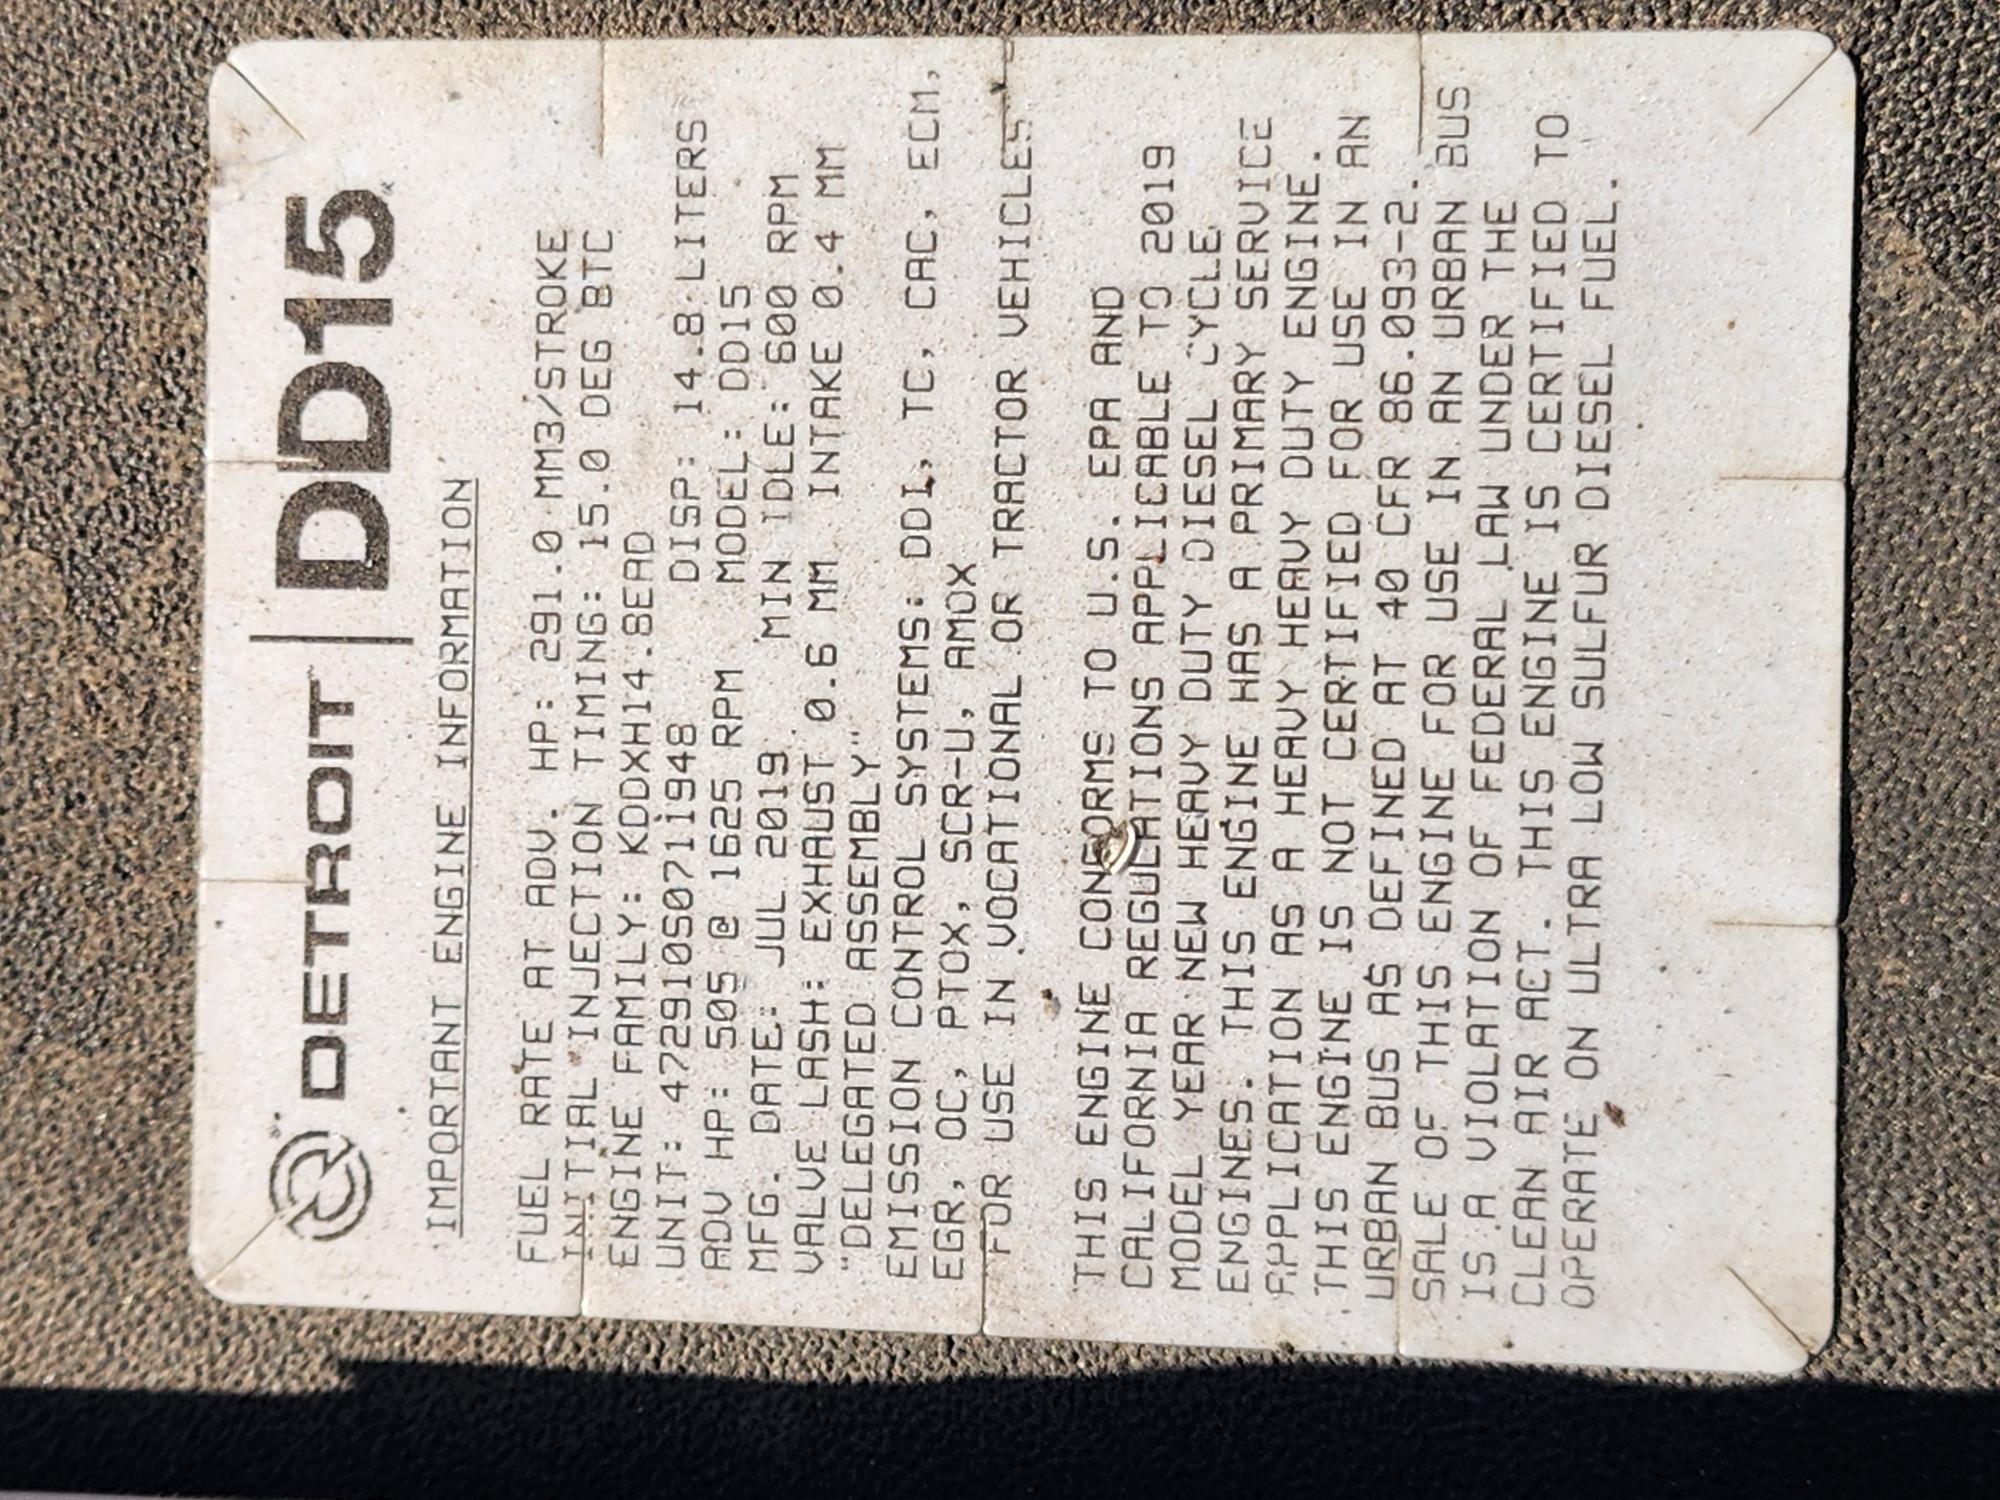 DETROIT DD15
IMPORTANT ENGINE INFORMATION
FUEL RATE AT ADV. HP: 291.0 MM3/STROKE
INITIAL INJECTION TIMING: 15.0 DEG BTC
ENGINE FAMILY: KDDXH14.8EAD
UNIT: 472910S0711948 DISP: 14.8 LITERS
ADV HP: 505 @ 1625 RPM MODEL: DD15
MFG. DATE: JUL 2019 MIN IDLE: 600 RPM
VALVE LASH: EXHAUST 0.6 MM INTAKE 0.4 MM
"DELEGATED ASSEMBLY"
EMISSION CONTROL SYSTEMS: DDI, TC, CAC, ECM,
EGR, OC, PTOX, SCR-U, AMOX
FOR USE IN VOCATIONAL OR TRACTOR VEHICLES
THIS ENGINE CONFORMS TO U.S. EPA AND
CALIFORNIA REGULATIONS APPLICABLE TO 2019
MODEL YEAR NEW HEAVY DUTY DIESEL CYCLE
ENGINES. THIS ENGINE HAS A PRIMARY SERVICE
APPLICATION AS A HEAVY HEAVY DUTY ENGINE.
THIS ENGINE IS NOT CERTIFIED FOR USE IN AN
URBAN BUS AS DEFINED AT 40 CFR 86.093-2.
SALE OF THIS ENGINE FOR USE IN AN URBAN BUS
IS A VIOLATION OF FEDERAL LAW UNDER THE
CLEAN AIR ACT. THIS ENGINE IS CERTIFIED TO
OPERATE ON ULTRA LOW SULFUR DIESEL FUEL.